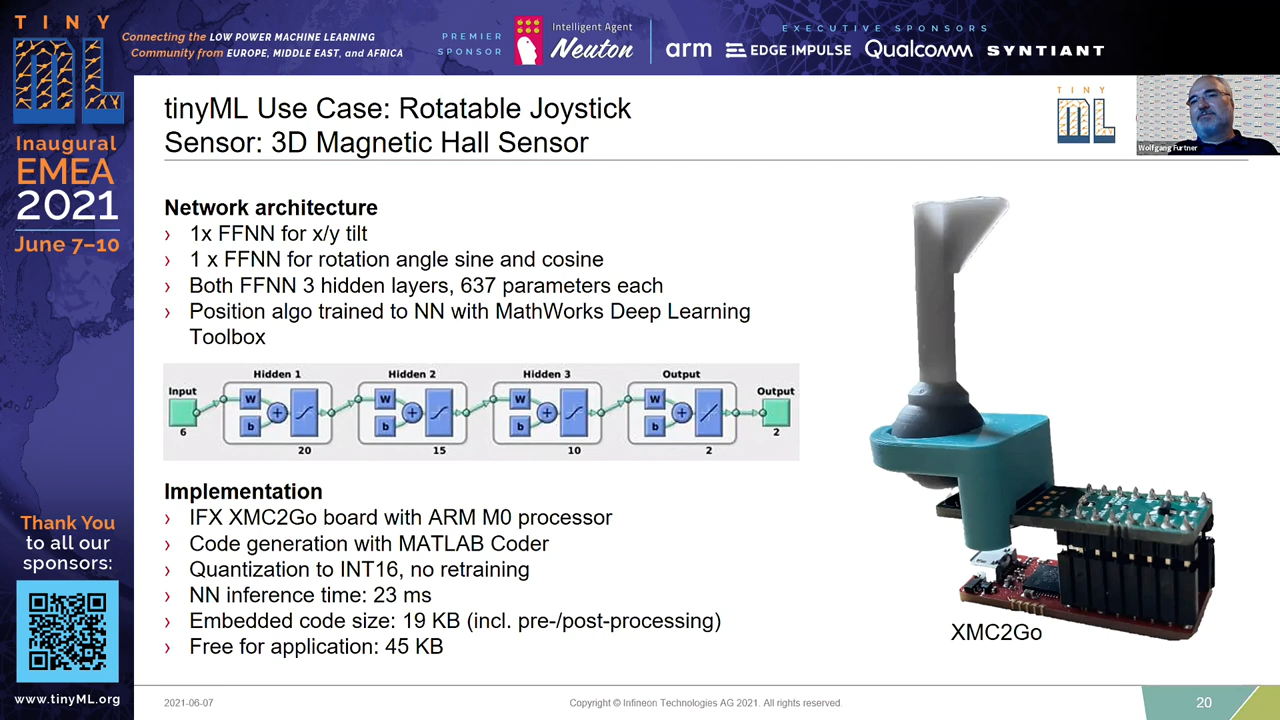 TINY
ML
Connecting the LOW POWER MACHINE LEARNING
Community from EUROPE, MIDDLE EAST, and AFRICA
PREMIER
SPONSOR
Intelligent Agent
Neuton
EXECUTIVE SPONSORS
arm
EDGE IMPULSE
Qualcomm
SYNTIANT
Inaugural
EMEA
2021
June 7–10
Thank You
to all our
sponsors:
www.tinyML.org
tinyML Use Case: Rotatable Joystick
Sensor: 3D Magnetic Hall Sensor
TINY
ML
Wolfgang Furtner
Network architecture
› 1x FFNN for x/y tilt
› 1 x FFNN for rotation angle sine and cosine
› Both FFNN 3 hidden layers, 637 parameters each
› Position algo trained to NN with MathWorks Deep Learning
Toolbox
Hidden 1 Hidden 2 Hidden 3 Output
Input Output
W + b W + b W + b W + b
6 2
20 15 10 2
Implementation
› IFX XMC2Go board with ARM M0 processor
› Code generation with MATLAB Coder
› Quantization to INT16, no retraining
› NN inference time: 23 ms
› Embedded code size: 19 KB (incl. pre-/post-processing)
› Free for application: 45 KB
XMC2Go
2021-06-07
Copyright © Infineon Technologies AG 2021. All rights reserved.
20